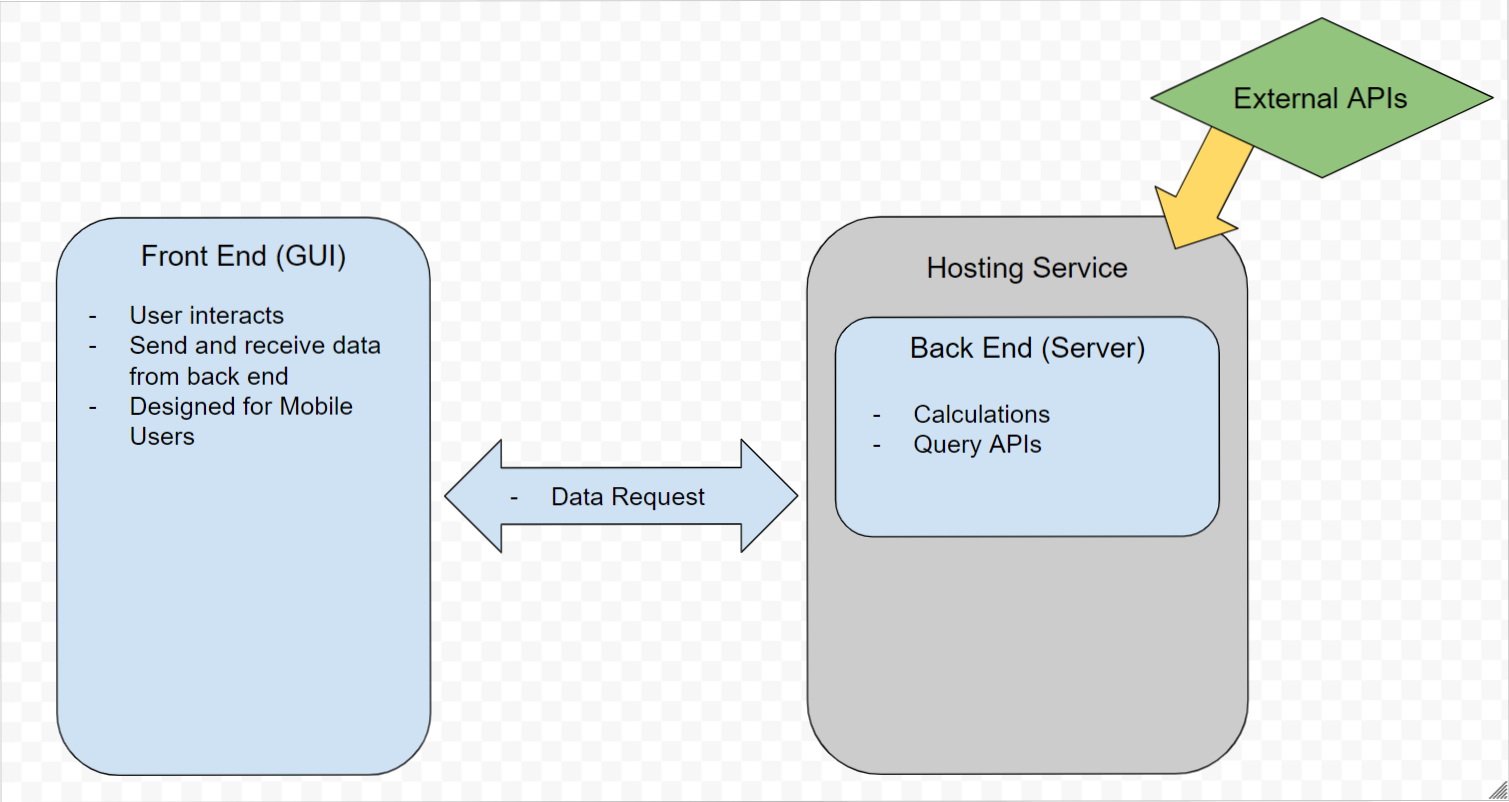 External APIs
Front End (GUI)
- User interacts
- Send and receive data
from back end
- Designed for Mobile
Users
- Data Request
Hosting Service
Back End (Server)
- Calculations
- Query APIs